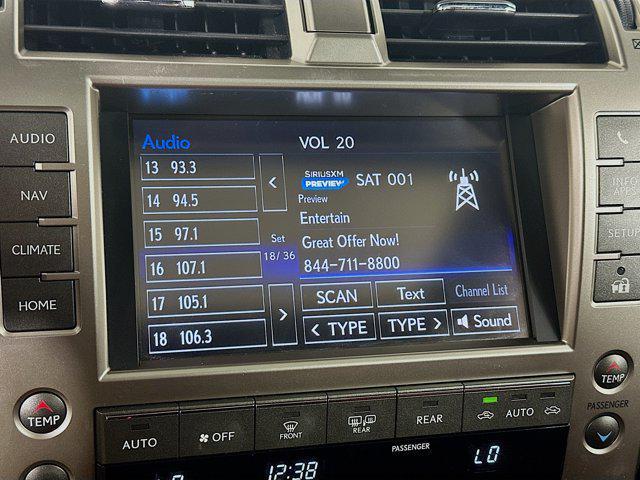 AUDIO
NAV
CLIMATE
HOME
Audio
VOL 20
13 93.3
14 94.5
15 97.1
16 107.1
17 105.1
18 106.3
<
Set
18/36
>
SIRIUSXM
PREVIEW
SAT 001
Preview
Entertain
Great Offer Now!
844-711-8800
SCAN
Text
Channel List
< TYPE
TYPE >
Sound
INFO
APPS
SETUP
TEMP
AUTO
OFF
FRONT
REAR
REAR
AUTO
PASSENGER
TEMP
PASSENGER
12:38
LO